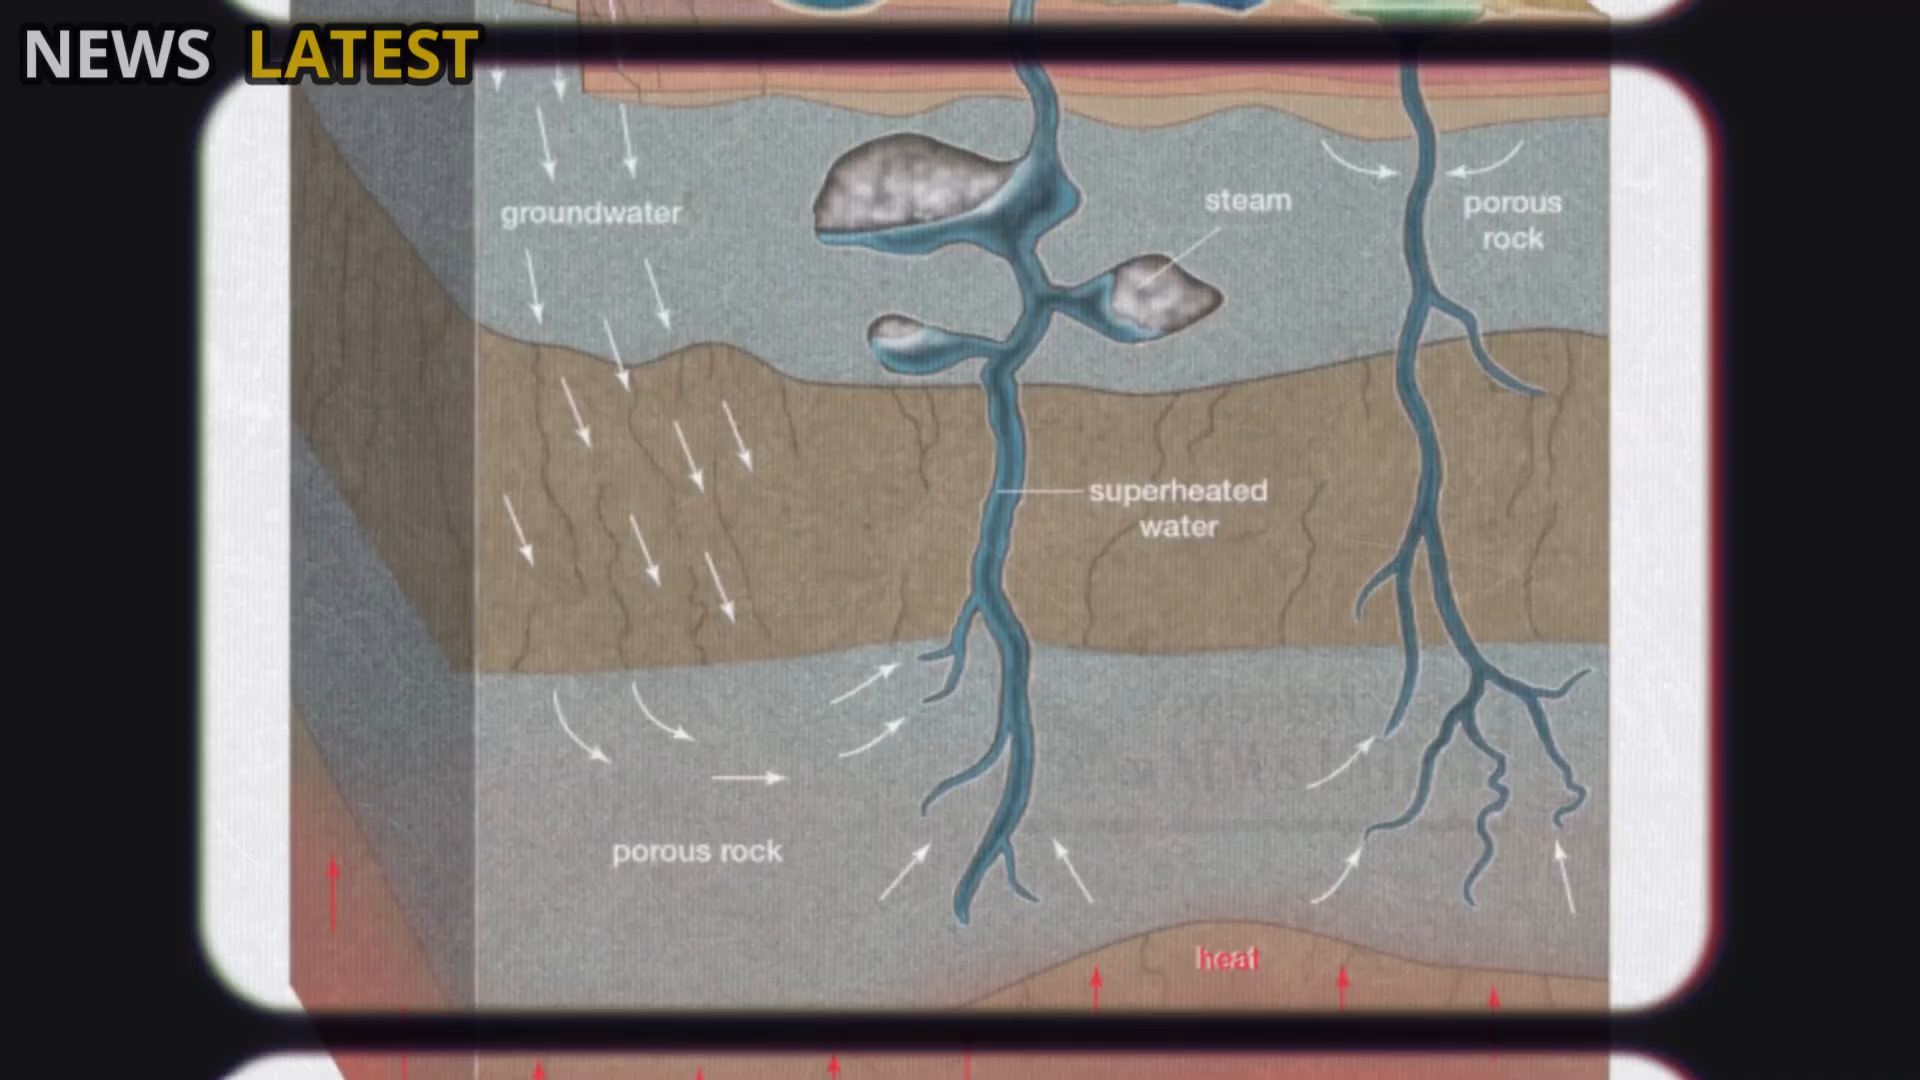 NEWS LATEST
groundwater
steam
porous
rock
superheated
water
porous rock
heat